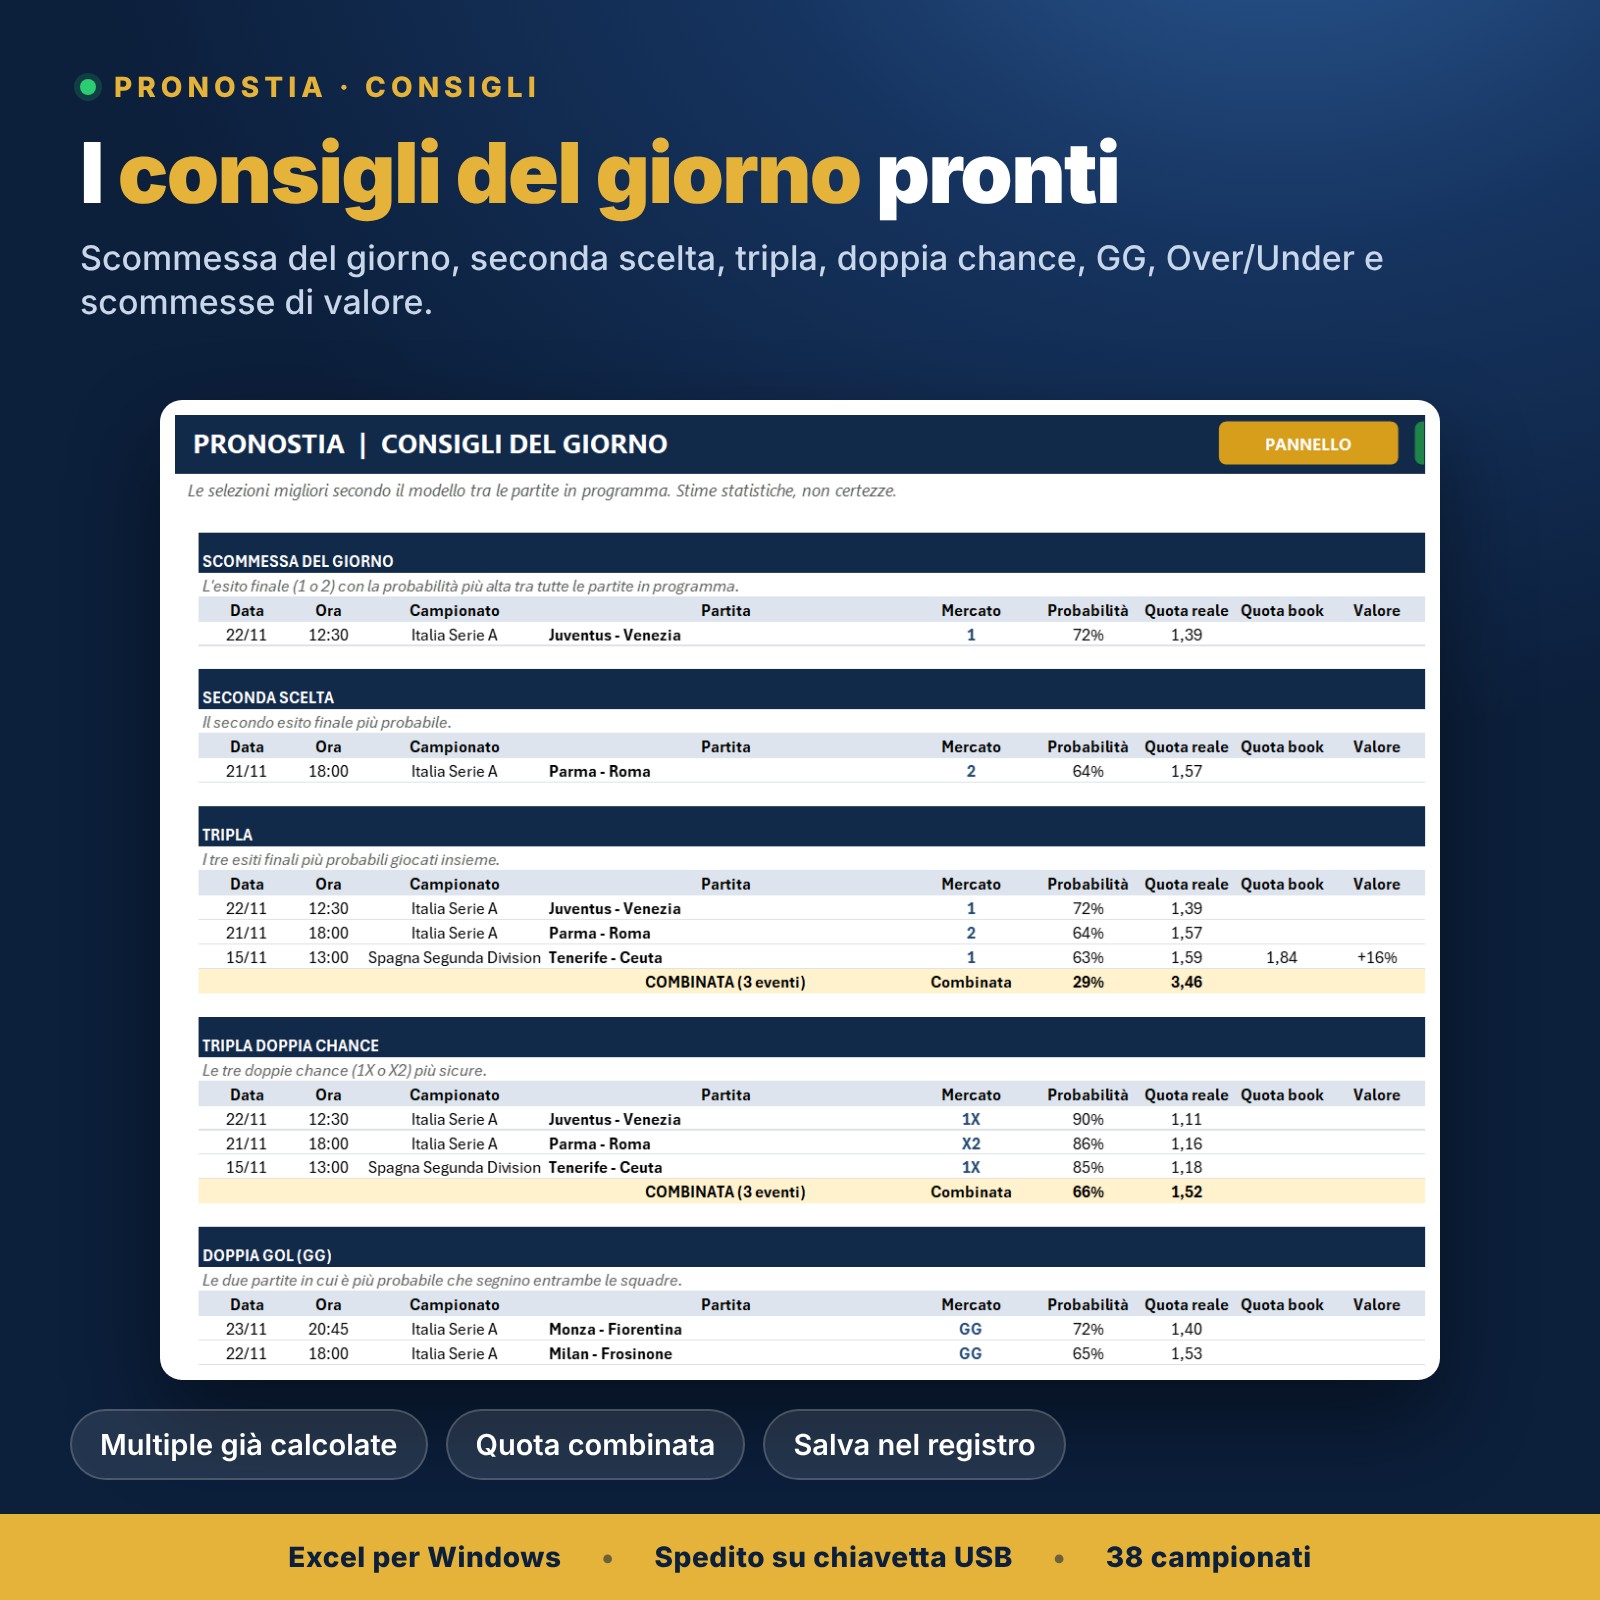 PRONOSTIA · CONSIGLI
I consigli del giorno pronti
Scommessa del giorno, seconda scelta, tripla, doppia chance, GG, Over/Under e
scommesse di valore.
PRONOSTIA | CONSIGLI DEL GIORNO PANNELLO
Le selezioni migliori secondo il modello tra le partite in programma. Stime statistiche, non certezze.
SCOMMESSA DEL GIORNO
L'esito finale (1 o 2) con la probabilità più alta tra tutte le partite in programma.
Data Ora Campionato Partita Mercato Probabilità Quota reale Quota book Valore
22/11 12:30 Italia Serie A Juventus - Venezia 1 72% 1,39
SECONDA SCELTA
Il secondo esito finale più probabile.
Data Ora Campionato Partita Mercato Probabilità Quota reale Quota book Valore
21/11 18:00 Italia Serie A Parma - Roma 2 64% 1,57
TRIPLA
I tre esiti finali più probabili giocati insieme.
Data Ora Campionato Partita Mercato Probabilità Quota reale Quota book Valore
22/11 12:30 Italia Serie A Juventus - Venezia 1 72% 1,39
21/11 18:00 Italia Serie A Parma - Roma 2 64% 1,57
15/11 13:00 Spagna Segunda Division Tenerife - Ceuta 1 63% 1,59 1,84 +16%
COMBINATA (3 eventi) Combinata 29% 3,46
TRIPLA DOPPIA CHANCE
Le tre doppie chance (1X o X2) più sicure.
Data Ora Campionato Partita Mercato Probabilità Quota reale Quota book Valore
22/11 12:30 Italia Serie A Juventus - Venezia 1X 90% 1,11
21/11 18:00 Italia Serie A Parma - Roma X2 86% 1,16
15/11 13:00 Spagna Segunda Division Tenerife - Ceuta 1X 85% 1,18
COMBINATA (3 eventi) Combinata 66% 1,52
DOPPIA GOL (GG)
Le due partite in cui è più probabile che segnino entrambe le squadre.
Data Ora Campionato Partita Mercato Probabilità Quota reale Quota book Valore
23/11 20:45 Italia Serie A Monza - Fiorentina GG 72% 1,40
22/11 18:00 Italia Serie A Milan - Frosinone GG 65% 1,53
Multiple già calcolate Quota combinata Salva nel registro
Excel per Windows • Spedito su chiavetta USB • 38 campionati